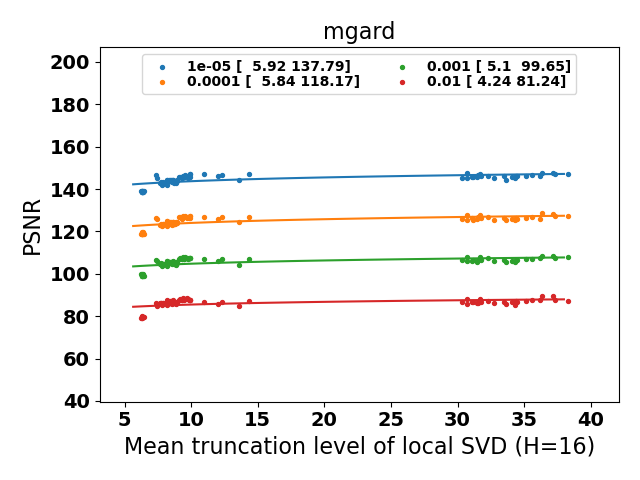 mgard
1e-05 [  5.92 137.79]
0.0001 [  5.84 118.17]
0.001 [ 5.1  99.65]
0.01 [ 4.24 81.24]
PSNR
200
180
160
140
120
100
80
60
40
5 10 15 20 25 30 35 40
Mean truncation level of local SVD (H=16)